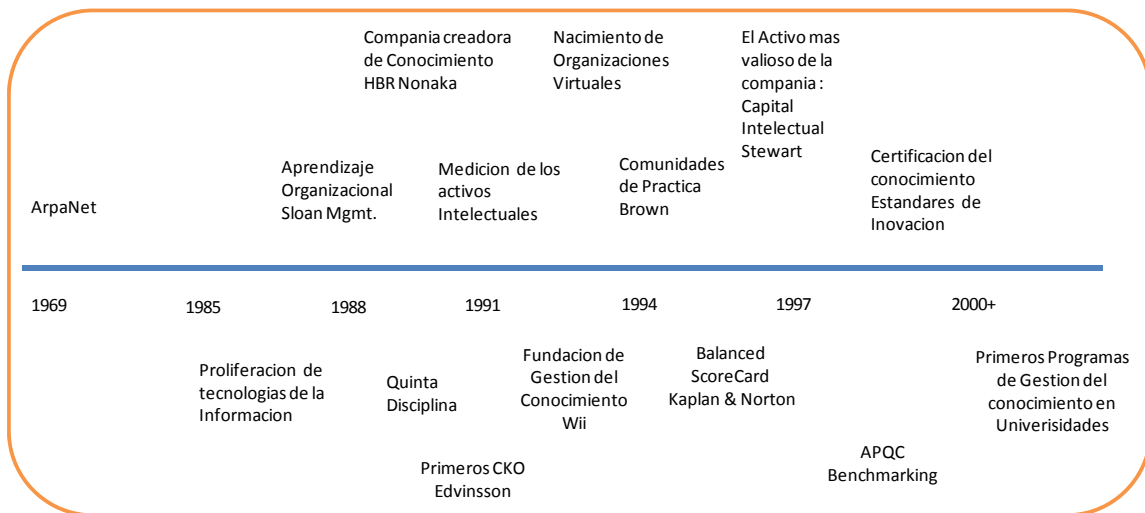 Compania creadora
de Conocimiento
HBR Nonaka
Nacimiento de
Organizaciones
Virtuales
El Activo mas
valioso de la
compania :
Capital
Intelectual
Stewart
ArpaNet
Aprendizaje
Organizacional
Sloan Mgmt.
Medicion de los
activos
Intelectuales
Comunidades
de Practica
Brown
Certificacion del
conocimiento
Estandares de
Inovacion
1969
1985
1988
1991
1994
1997
2000+
Proliferacion de
tecnologias de la
Informacion
Quinta
Disciplina
Fundacion de
Gestion del
Conocimiento
Wii
Balanced
ScoreCard
Kaplan & Norton
Primeros Programas
de Gestion del
conocimiento en
Univerisidades
Primeros CKO
Edvinsson
APQC
Benchmarking